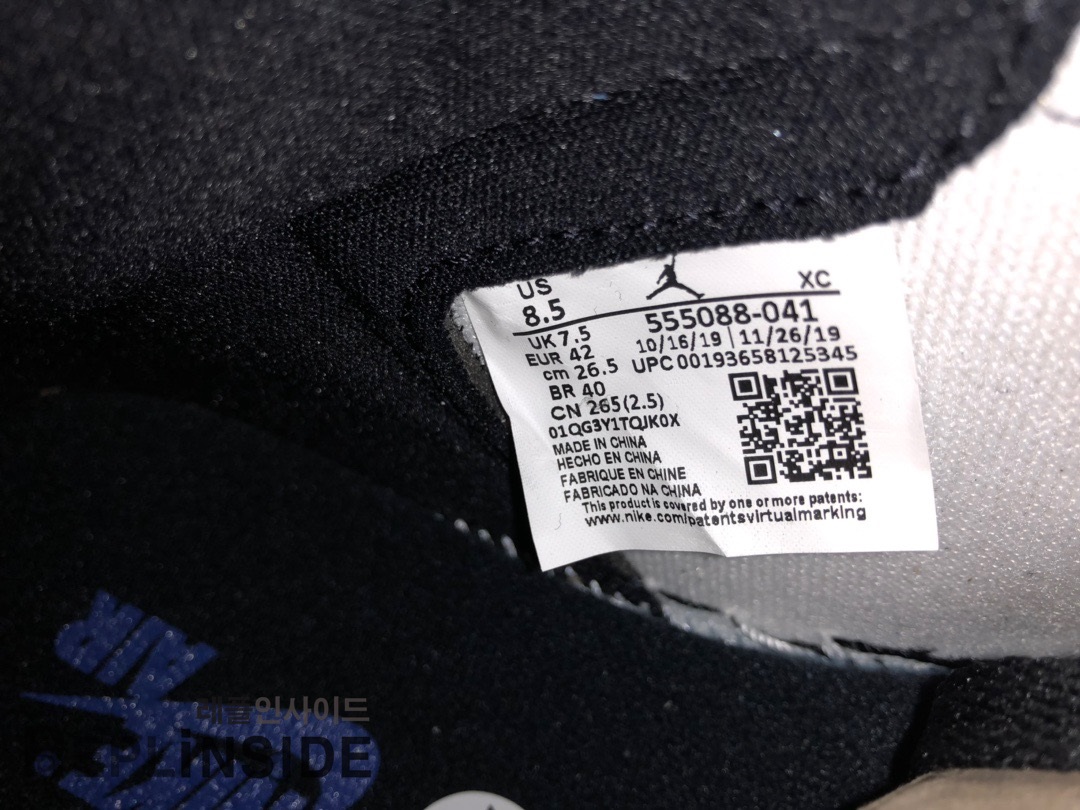 US
8.5
XC
UK 7.5
EUR 42
cm 26.5
BR 40
CN 265 (2.5)
01QG3Y1TQJK0X
555088-041
10/16/19 | 11/26/19
UPC 00193658125345
MADE IN CHINA
HECHO EN CHINA
FABRIQUE EN CHINE
FABRICADO NA CHINA
This product is covered by one or more patents:
www.nike.com/patentsvirtualmarking
AIR
레플인사이드
REPLiNSIDE